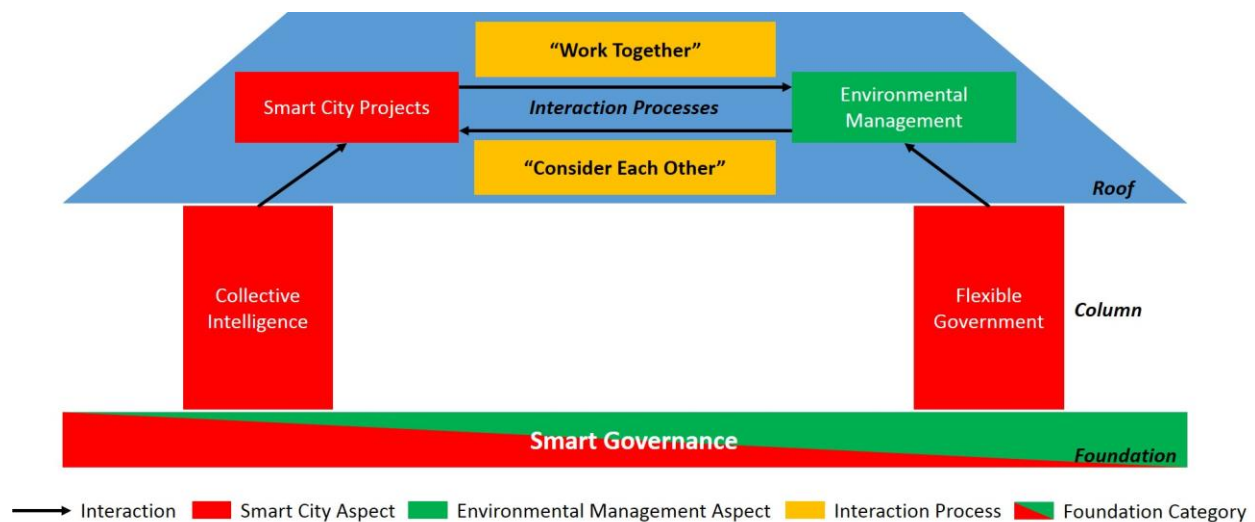 “Work Together”
Smart City Projects
Interaction Processes
Environmental
Management
“Consider Each Other”
Roof
Collective
Intelligence
Flexible
Government
Column
Smart Governance
Foundation
Interaction
Smart City Aspect
Environmental Management Aspect
Interaction Process
Foundation Category